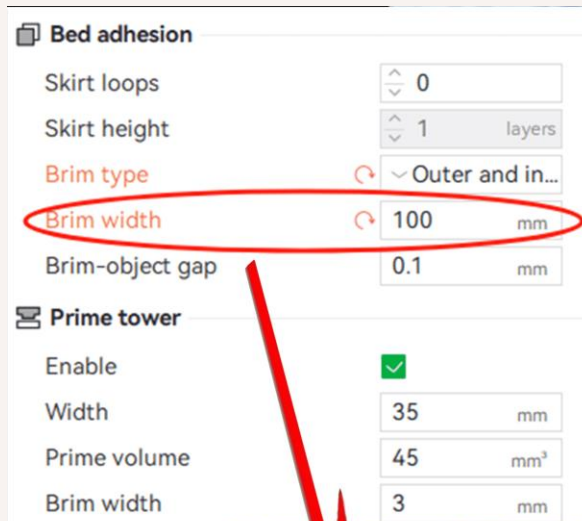 Bed adhesion
Skirt loops 0
Skirt height 1 layers
Brim type Outer and in...
Brim width 100 mm
Brim-object gap 0.1 mm
Prime tower
Enable
Width 35 mm
Prime volume 45 mm³
Brim width 3 mm